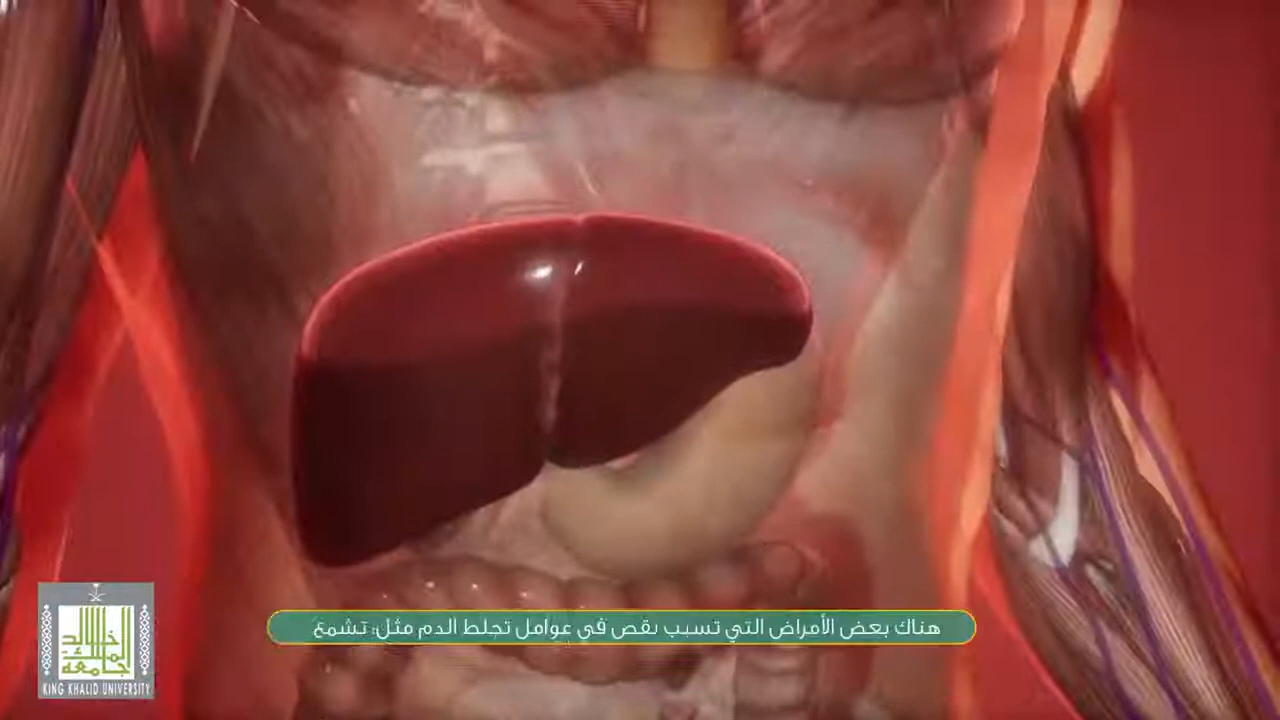 هناك بعض الأمراض التي تسبب نقص في عوامل تجلط الدم مثل: تشمع
جامعة الملك خالد
KING KHALID UNIVERSITY